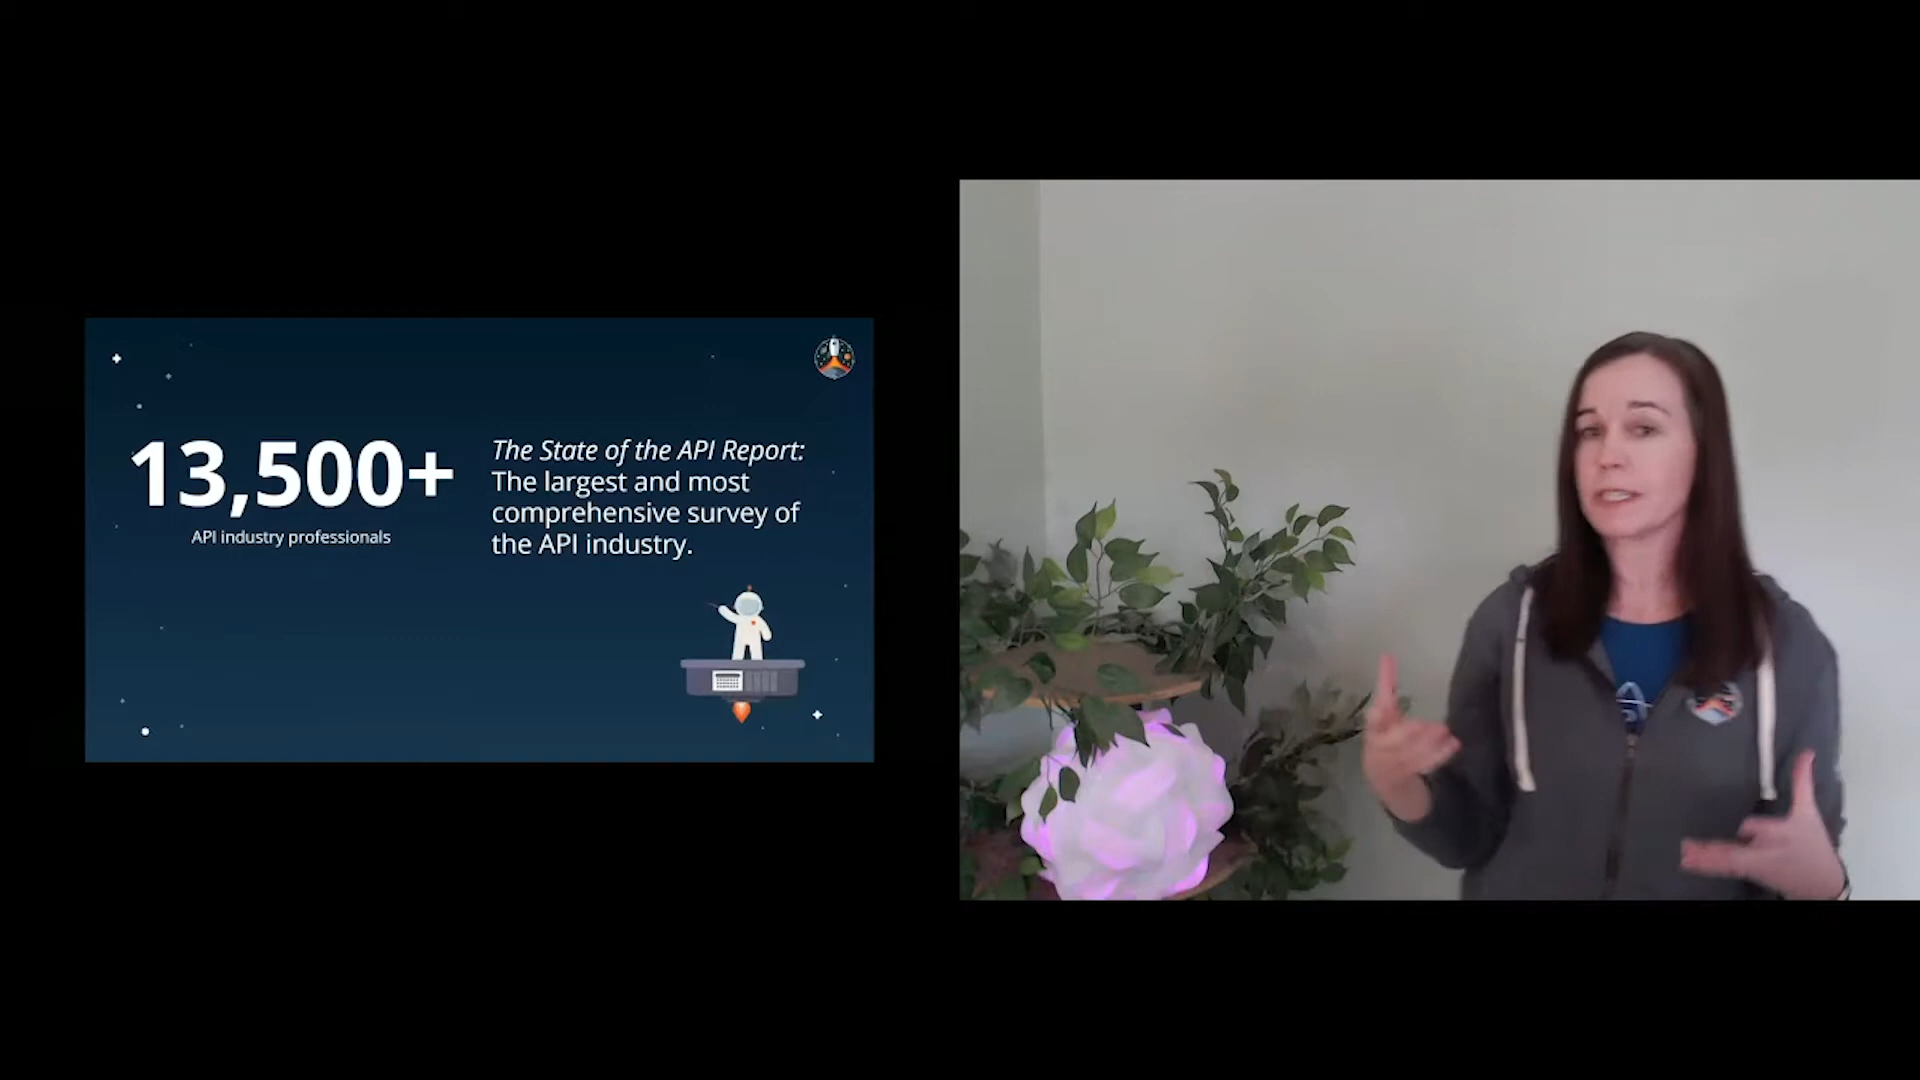 13,500+
API industry professionals
The State of the API Report:
The largest and most
comprehensive survey of
the API industry.